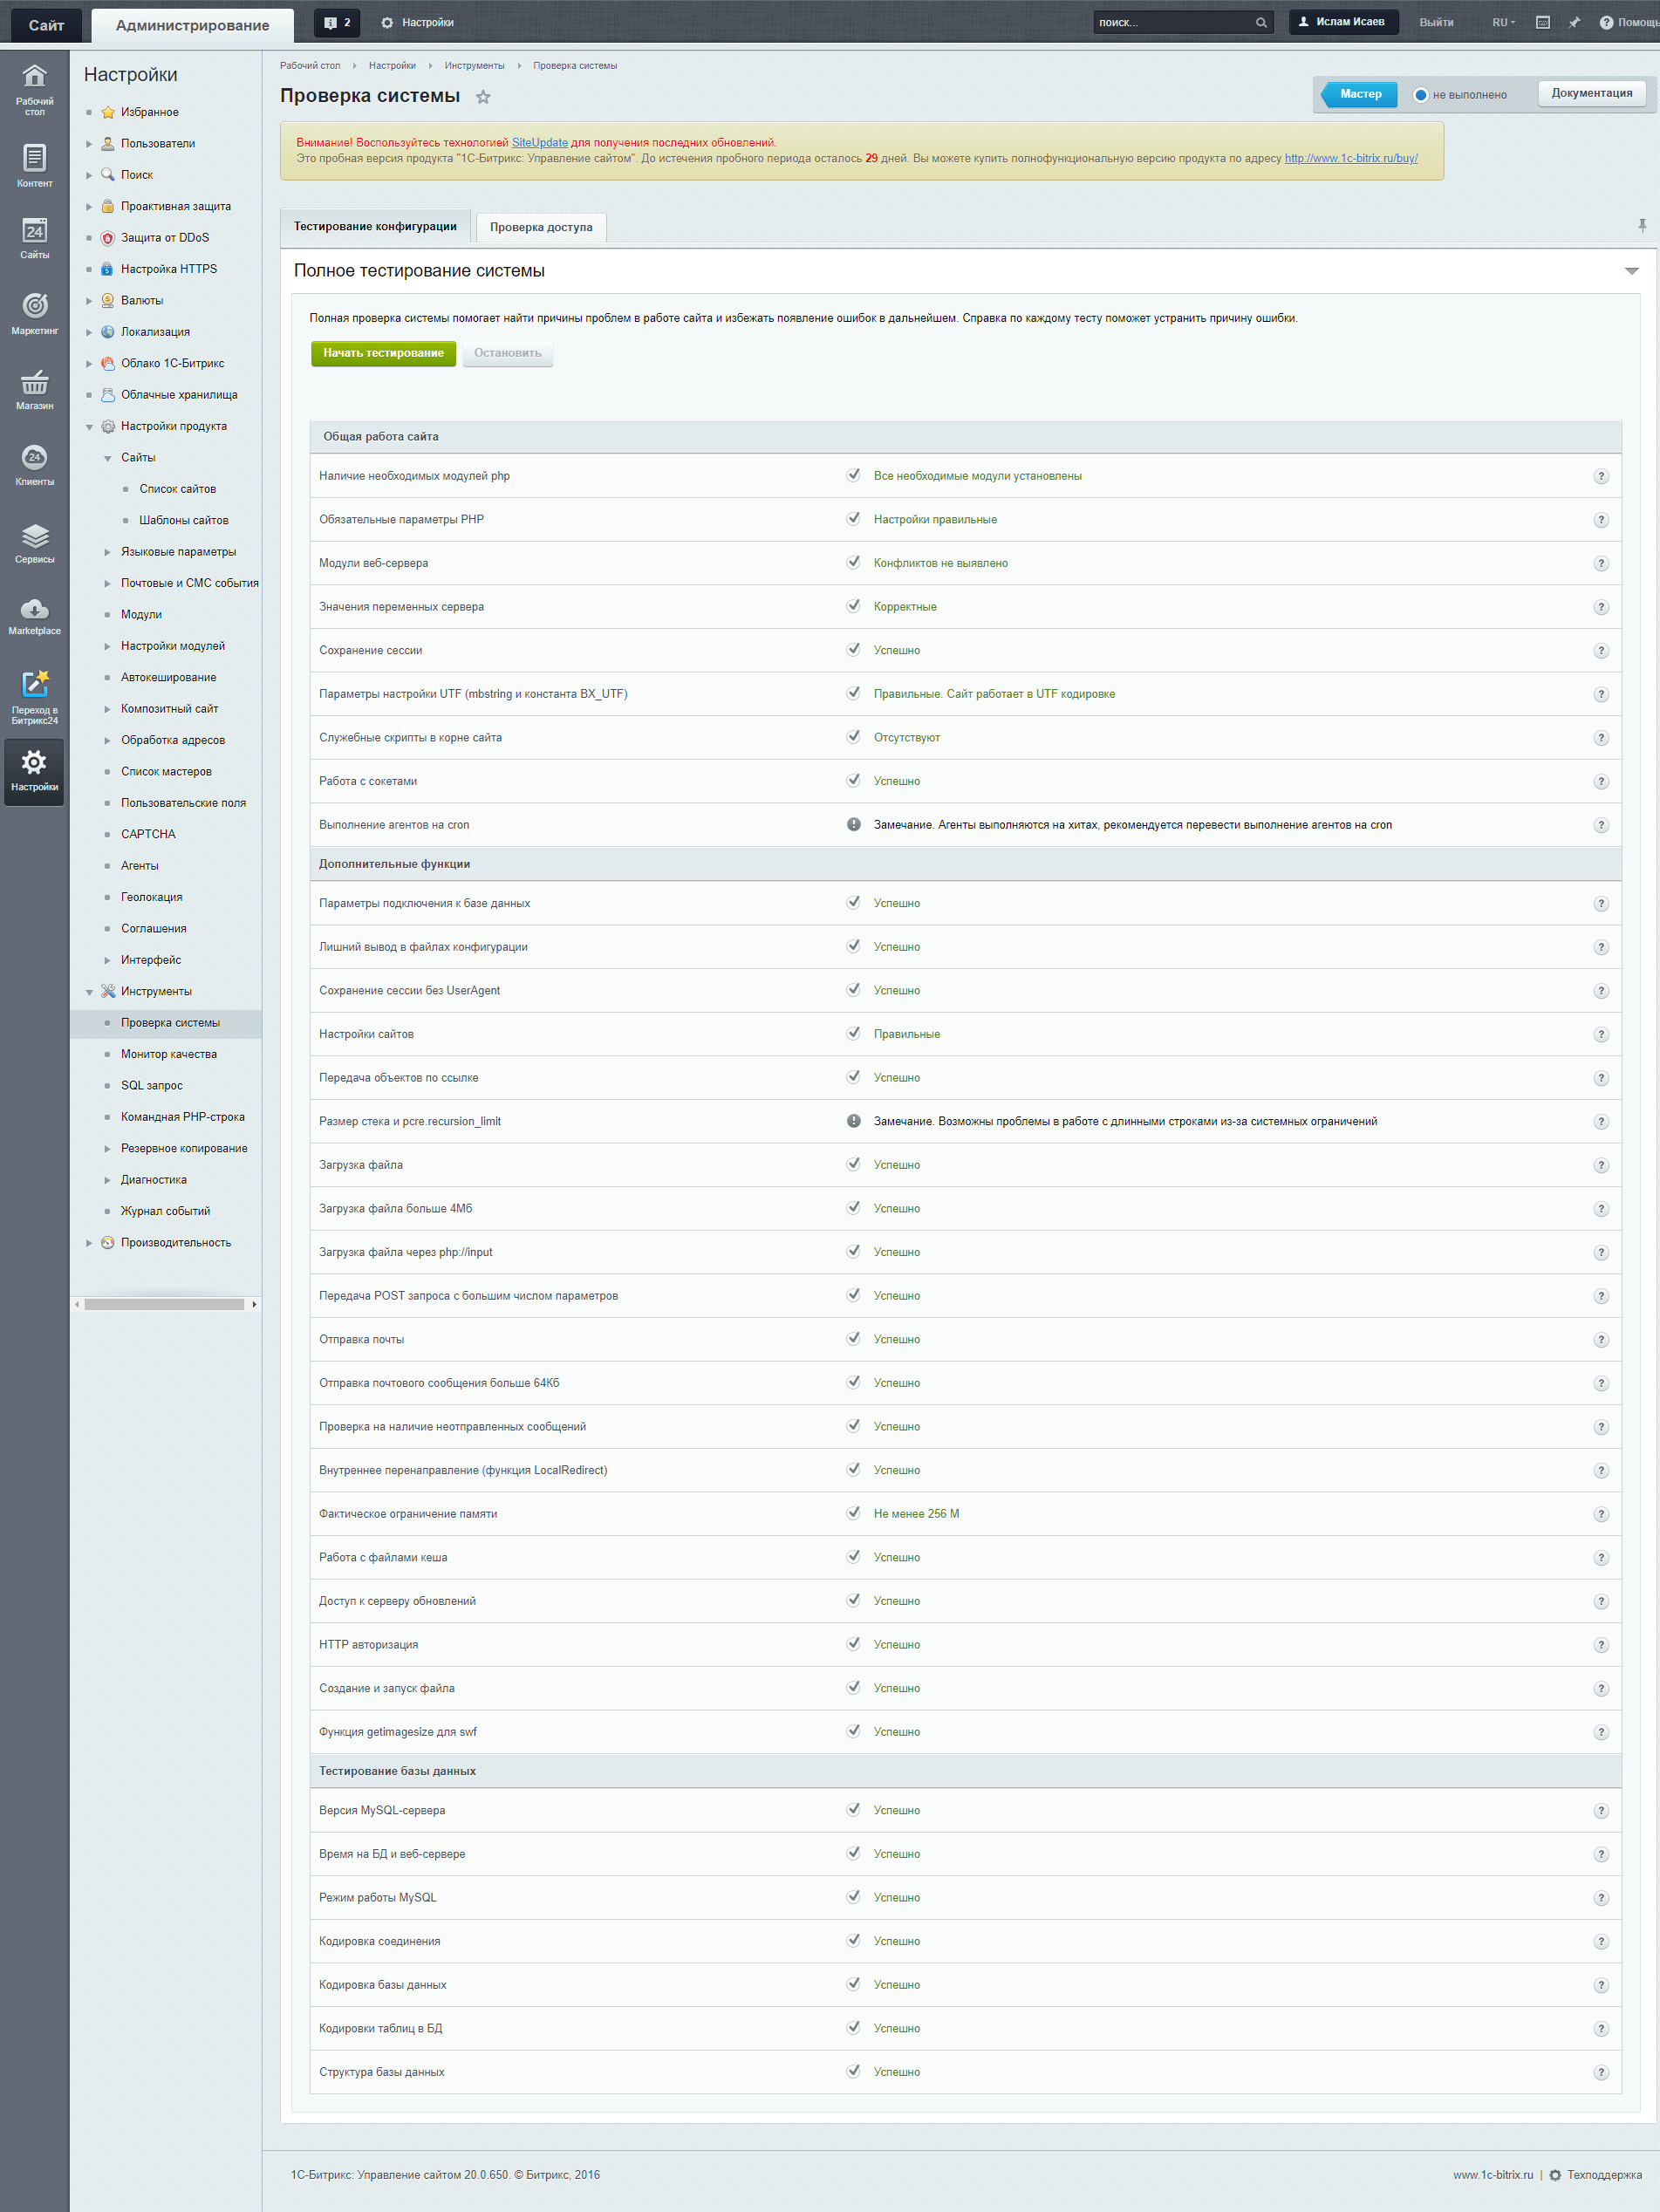 Сайт
Администрирование
2
Настройки
поиск...
Ислам Исаев
Выйти
RU
Помощь
Рабочий стол
Контент
24
Сайты
Маркетинг
Магазин
24
Клиенты
Сервисы
Marketplace
Переход в Битрикс24
Настройки
Настройки
Избранное
Пользователи
Поиск
Проактивная защита
Защита от DDoS
Настройка HTTPS
Валюты
Локализация
Облако 1С-Битрикс
Облачные хранилища
Настройки продукта
Сайты
Список сайтов
Шаблоны сайтов
Языковые параметры
Почтовые и СМС события
Модули
Настройки модулей
Автокеширование
Композитный сайт
Обработка адресов
Список мастеров
Пользовательские поля
CAPTCHA
Агенты
Геолокация
Соглашения
Интерфейс
Инструменты
Проверка системы
Монитор качества
SQL запрос
Командная PHP-строка
Резервное копирование
Диагностика
Журнал событий
Производительность
Рабочий стол Настройки Инструменты Проверка системы
Проверка системы
Мастер
не выполнено
Документация
Внимание! Воспользуйтесь технологией SiteUpdate для получения последних обновлений.
Это пробная версия продукта "1С-Битрикс: Управление сайтом". До истечения пробного периода осталось 29 дней. Вы можете купить полнофункциональную версию продукта по адресу http://www.1c-bitrix.ru/buy/
Тестирование конфигурации
Проверка доступа
Полное тестирование системы
Полная проверка системы помогает найти причины проблем в работе сайта и избежать появление ошибок в дальнейшем. Справка по каждому тесту поможет устранить причину ошибки.
Начать тестирование
Остановить
Общая работа сайта
Наличие необходимых модулей php Все необходимые модули установлены ?
Обязательные параметры PHP Настройки правильные ?
Модули веб-сервера Конфликтов не выявлено ?
Значения переменных сервера Корректные ?
Сохранение сессии Успешно ?
Параметры настройки UTF (mbstring и константа BX_UTF) Правильные. Сайт работает в UTF кодировке ?
Служебные скрипты в корне сайта Отсутствуют ?
Работа с сокетами Успешно ?
Выполнение агентов на cron Замечание. Агенты выполняются на хитах, рекомендуется перевести выполнение агентов на cron ?
Дополнительные функции
Параметры подключения к базе данных Успешно ?
Лишний вывод в файлах конфигурации Успешно ?
Сохранение сессии без UserAgent Успешно ?
Настройки сайтов Правильные ?
Передача объектов по ссылке Успешно ?
Размер стека и pcre.recursion_limit Замечание. Возможны проблемы в работе с длинными строками из-за системных ограничений ?
Загрузка файла Успешно ?
Загрузка файла больше 4Мб Успешно ?
Загрузка файла через php://input Успешно ?
Передача POST запроса с большим числом параметров Успешно ?
Отправка почты Успешно ?
Отправка почтового сообщения больше 64Кб Успешно ?
Проверка на наличие неотправленных сообщений Успешно ?
Внутреннее перенаправление (функция LocalRedirect) Успешно ?
Фактическое ограничение памяти Не менее 256 M ?
Работа с файлами кеша Успешно ?
Доступ к серверу обновлений Успешно ?
HTTP авторизация Успешно ?
Создание и запуск файла Успешно ?
Функция getimagesize для swf Успешно ?
Тестирование базы данных
Версия MySQL-сервера Успешно ?
Время на БД и веб-сервере Успешно ?
Режим работы MySQL Успешно ?
Кодировка соединения Успешно ?
Кодировка базы данных Успешно ?
Кодировки таблиц в БД Успешно ?
Структура базы данных Успешно ?
1С-Битрикс: Управление сайтом 20.0.650. © Битрикс, 2016
www.1c-bitrix.ru | Техподдержка